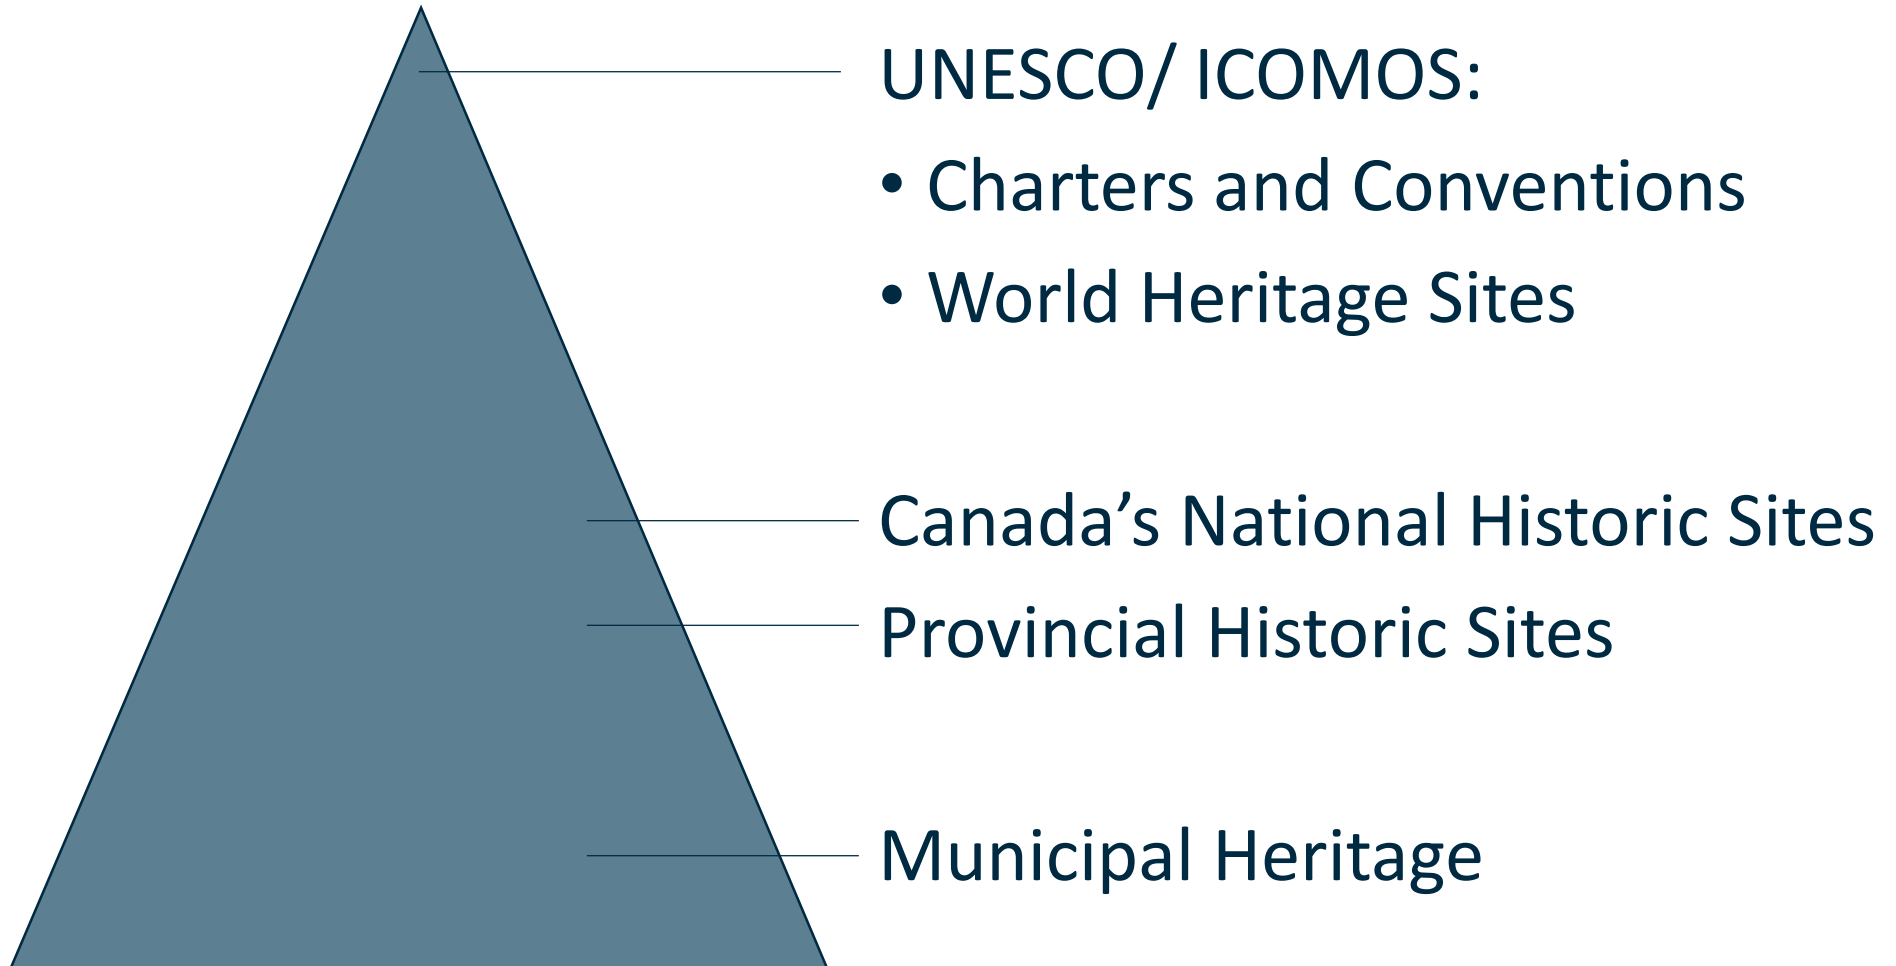 UNESCO/ ICOMOS:
• Charters and Conventions
• World Heritage Sites
Canada’s National Historic Sites
Provincial Historic Sites
Municipal Heritage